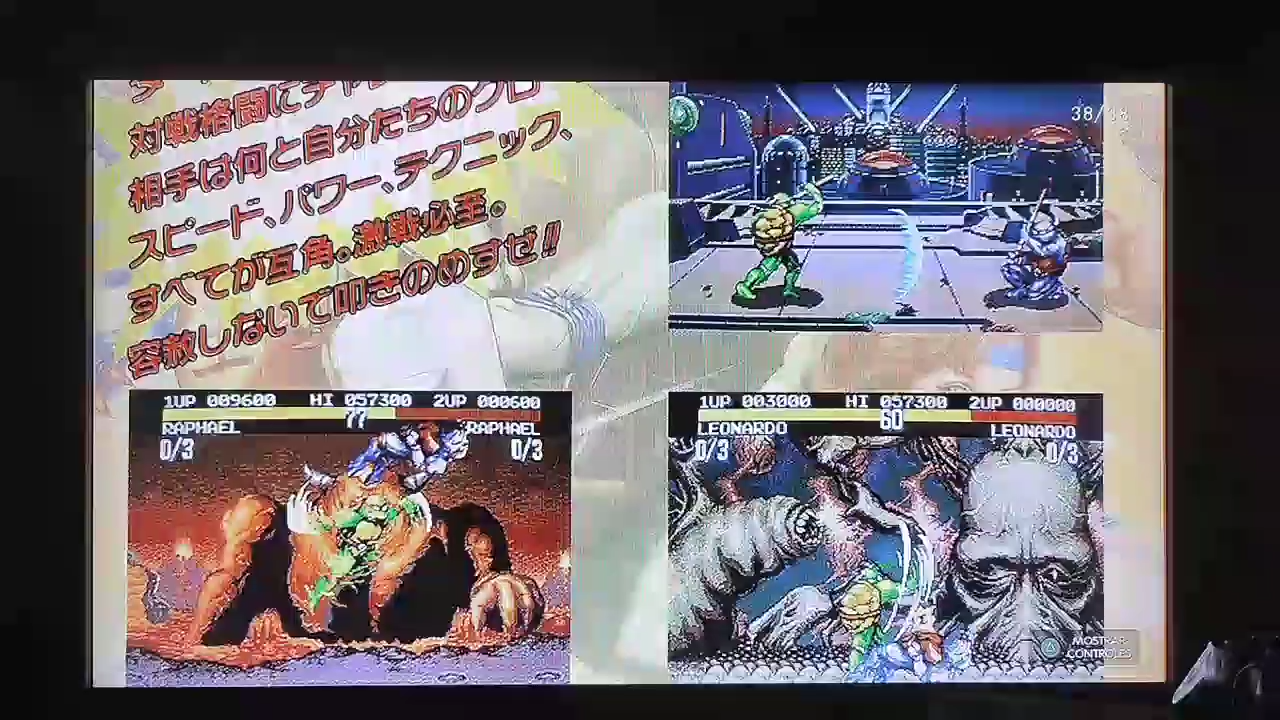 対戦格闘にチャレ
相手は何と自分たちのクロ
スピード、パワー、テクニック、
すべてが互角。激戦必至。
容赦しないで叩きのめすゼ!!
38/38
1UP 009600 HI 057300 2UP 000600
77
RAPHAEL RAPHAEL
0/3 0/3
1UP 003000 HI 057300 2UP 000000
60
LEONARDO LEONARDO
0/3 0/3
MOSTRAR
CONTROLES